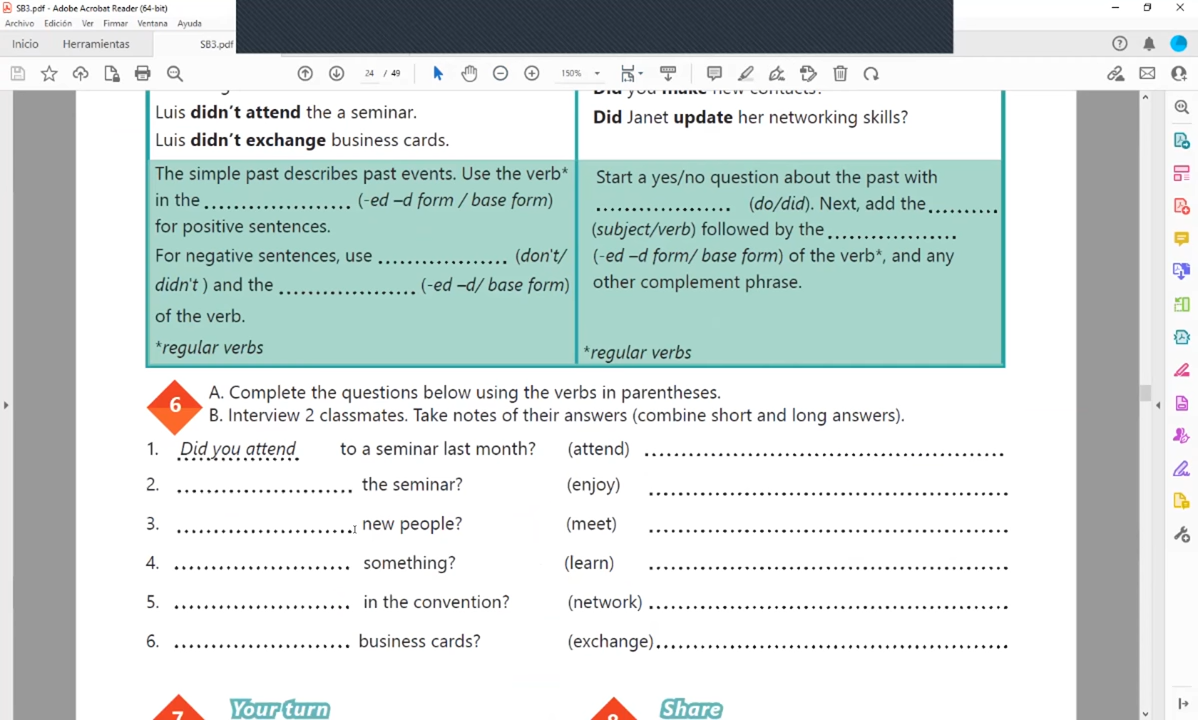 SB3.pdf - Adobe Acrobat Reader (64-bit)
Archivo Edición Ver Firmar Ventana Ayuda
Inicio Herramientas SB3.pdf
24 / 49 150%
Luis didn't attend the a seminar.
Luis didn't exchange business cards.
Did you make new contacts?
Did Janet update her networking skills?
The simple past describes past events. Use the verb*
in the .................... (-ed –d form / base form)
for positive sentences.
For negative sentences, use .................. (don't/
didn't ) and the ................... (-ed –d/ base form)
of the verb.
*regular verbs
Start a yes/no question about the past with
.................. (do/did). Next, add the ..........
(subject/verb) followed by the .................
(-ed –d form/ base form) of the verb*, and any
other complement phrase.
*regular verbs
6 A. Complete the questions below using the verbs in parentheses.
B. Interview 2 classmates. Take notes of their answers (combine short and long answers).
1. Did you attend to a seminar last month? (attend) ..................................................
2. ........................ the seminar? (enjoy) ..................................................
3. ........................ new people? (meet) ..................................................
4. ........................ something? (learn) ..................................................
5. ........................ in the convention? (network) ..................................................
6. ........................ business cards? (exchange) ..................................................
7 Your turn 8 Share